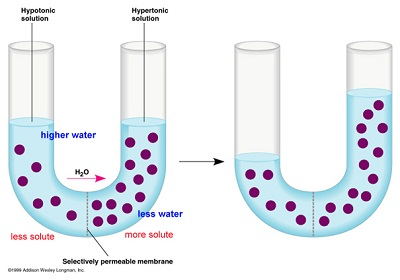 Hypotonic
solution
Hypertonic
solution
higher water
H₂O
less water
less solute
more solute
Selectively permeable membrane
©1999 Addison Wesley Longman, Inc.